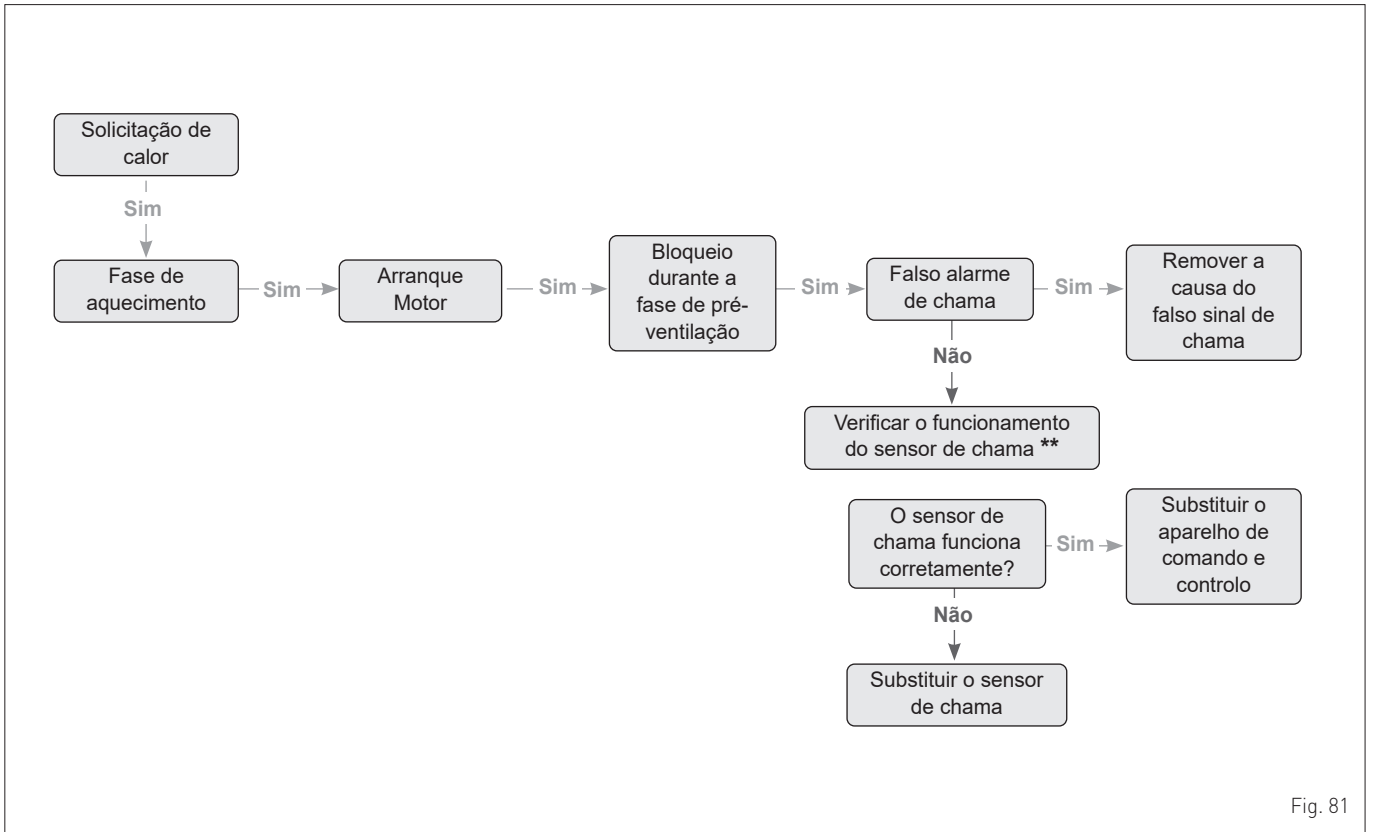 Solicitação de
calor
Sim
Fase de
aquecimento
Sim
Arranque
Motor
Sim
Bloqueio
durante a
fase de pré-
ventilação
Sim
Falso alarme
de chama
Sim
Remover a
causa do
falso sinal de
chama
Não
Verificar o funcionamento
do sensor de chama **
O sensor de
chama funciona
corretamente?
Sim
Substituir o
aparelho de
comando e
controlo
Não
Substituir o sensor
de chama
Fig. 81